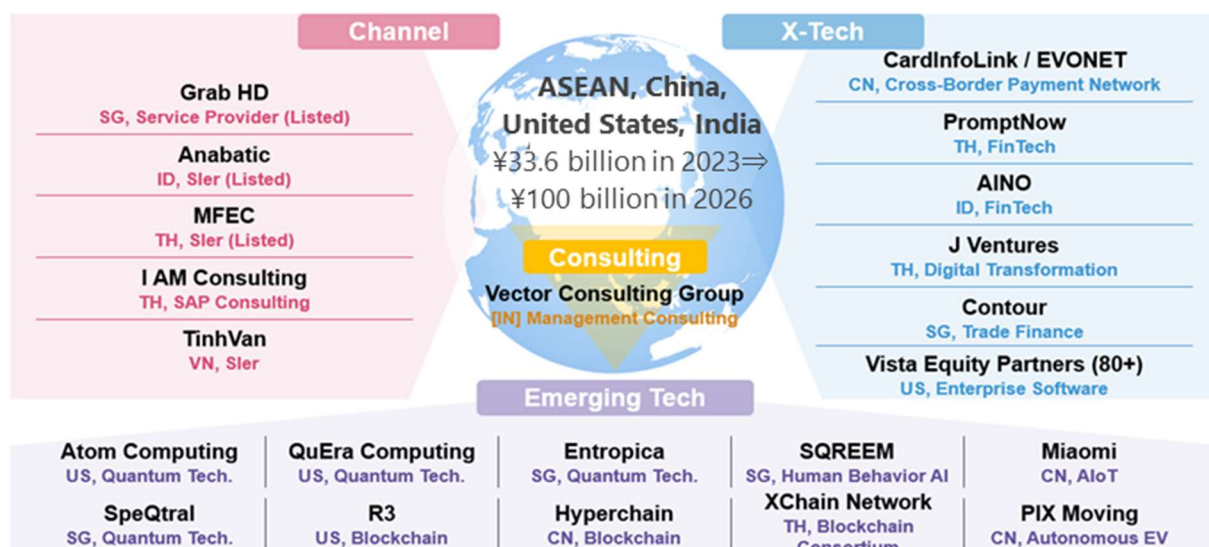 Channel
Grab HD
SG, Service Provider (Listed)
Anabatic
ID, SIer (Listed)
MFEC
TH, SIer (Listed)
I AM Consulting
TH, SAP Consulting
TinhVan
VN, SIer
ASEAN, China,
United States, India
¥33.6 billion in 2023⇒
¥100 billion in 2026
Consulting
Vector Consulting Group
[IN] Management Consulting
X-Tech
CardInfoLink / EVONET
CN, Cross-Border Payment Network
PromptNow
TH, FinTech
AINO
ID, FinTech
J Ventures
TH, Digital Transformation
Contour
SG, Trade Finance
Vista Equity Partners (80+)
US, Enterprise Software
Emerging Tech
Atom Computing
US, Quantum Tech.
QuEra Computing
US, Quantum Tech.
Entropica
SG, Quantum Tech.
SQREEM
SG, Human Behavior AI
Miaomi
CN, AIoT
SpeQtral
SG, Quantum Tech.
R3
US, Blockchain
Hyperchain
CN, Blockchain
XChain Network
TH, Blockchain
Consortium
PIX Moving
CN, Autonomous EV